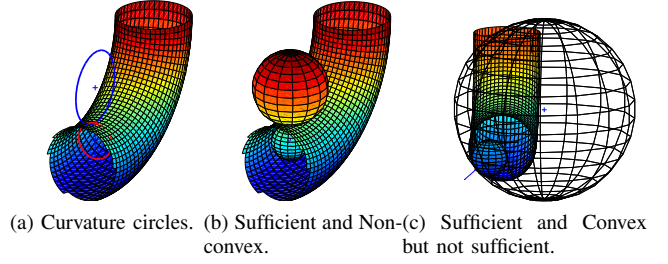 (a) Curvature circles.
(b) Sufficient and Non-
convex.
(c) Sufficient and Convex
but not sufficient.